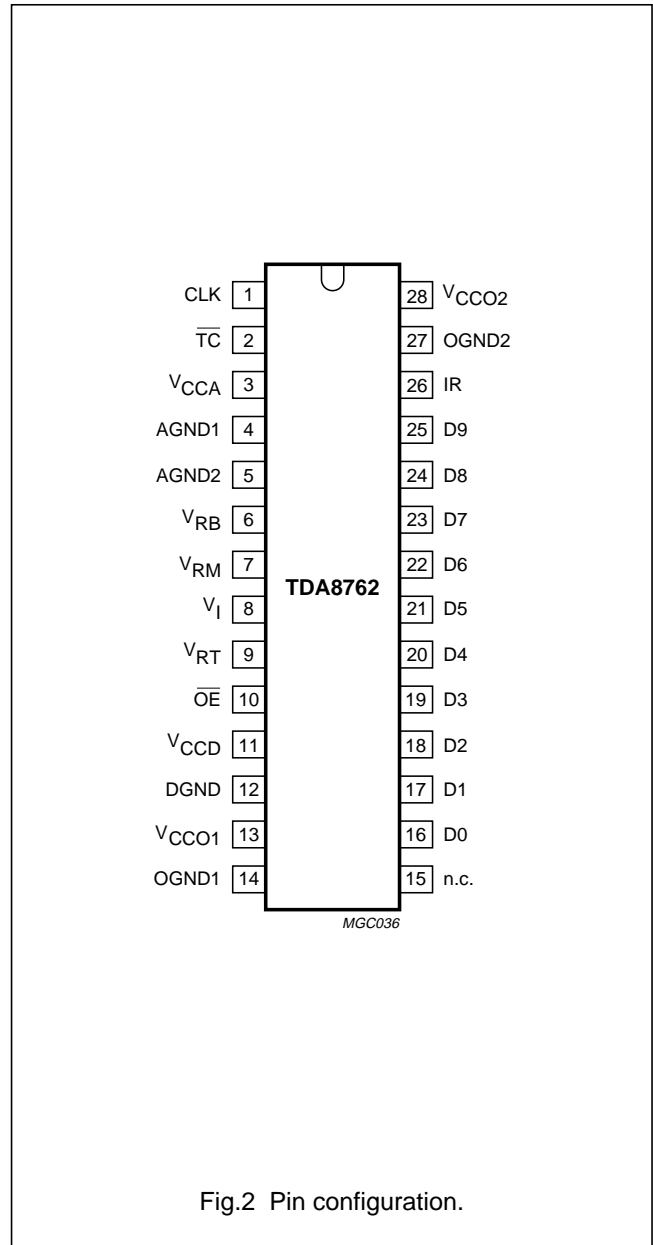 CLK 1 28 VCCO2
TC 2 27 OGND2
VCCA 3 26 IR
AGND1 4 25 D9
AGND2 5 24 D8
VRB 6 23 D7
VRM 7 22 D6
TDA8762
VI 8 21 D5
VRT 9 20 D4
OE 10 19 D3
VCCD 11 18 D2
DGND 12 17 D1
VCCO1 13 16 D0
OGND1 14 15 n.c.
MGC036
Fig.2 Pin configuration.